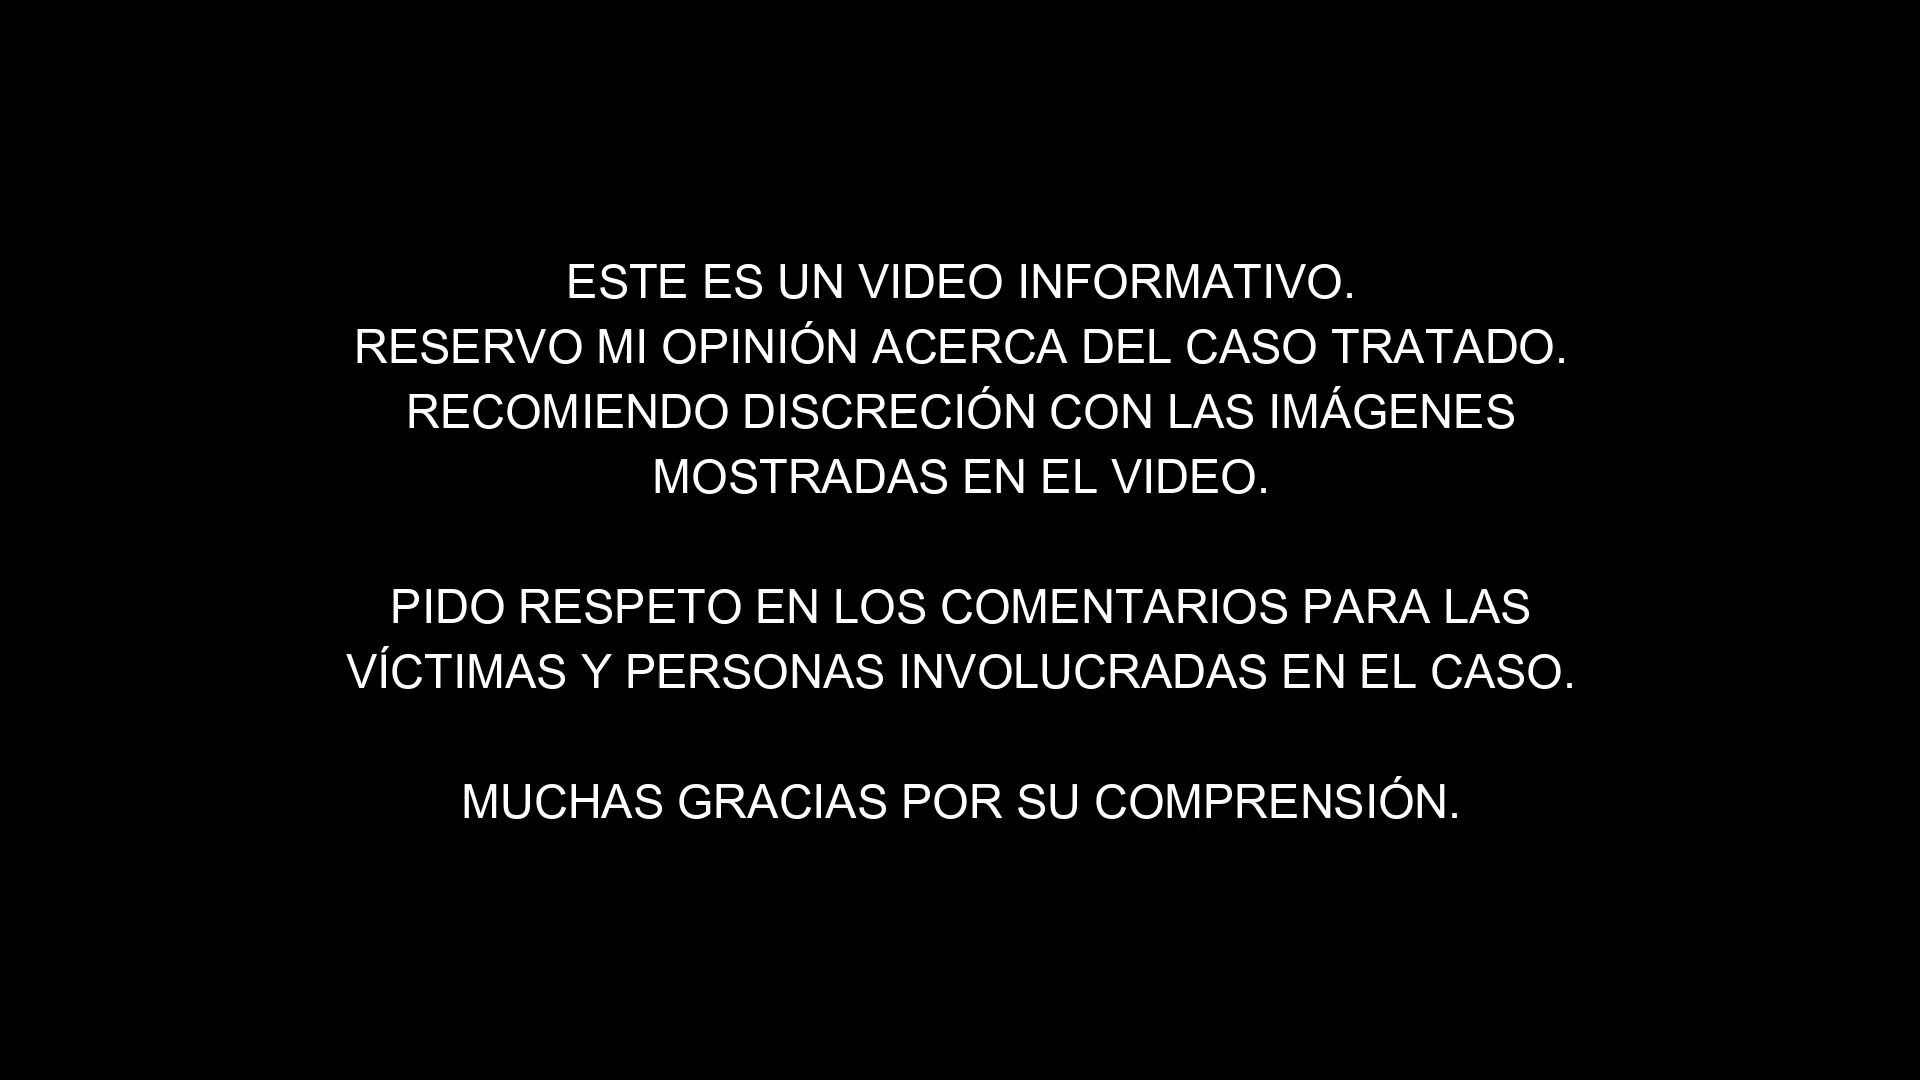 ESTE ES UN VIDEO INFORMATIVO.
RESERVO MI OPINIÓN ACERCA DEL CASO TRATADO.
RECOMIENDO DISCRECIÓN CON LAS IMÁGENES
MOSTRADAS EN EL VIDEO.
PIDO RESPETO EN LOS COMENTARIOS PARA LAS
VÍCTIMAS Y PERSONAS INVOLUCRADAS EN EL CASO.
MUCHAS GRACIAS POR SU COMPRENSIÓN.